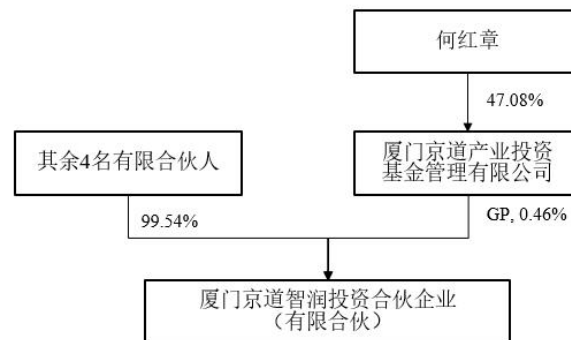 何红章
47.08%
其余4名有限合伙人
厦门京道产业投资
基金管理有限公司
99.54%
GP, 0.46%
厦门京道智润投资合伙企业
（有限合伙）